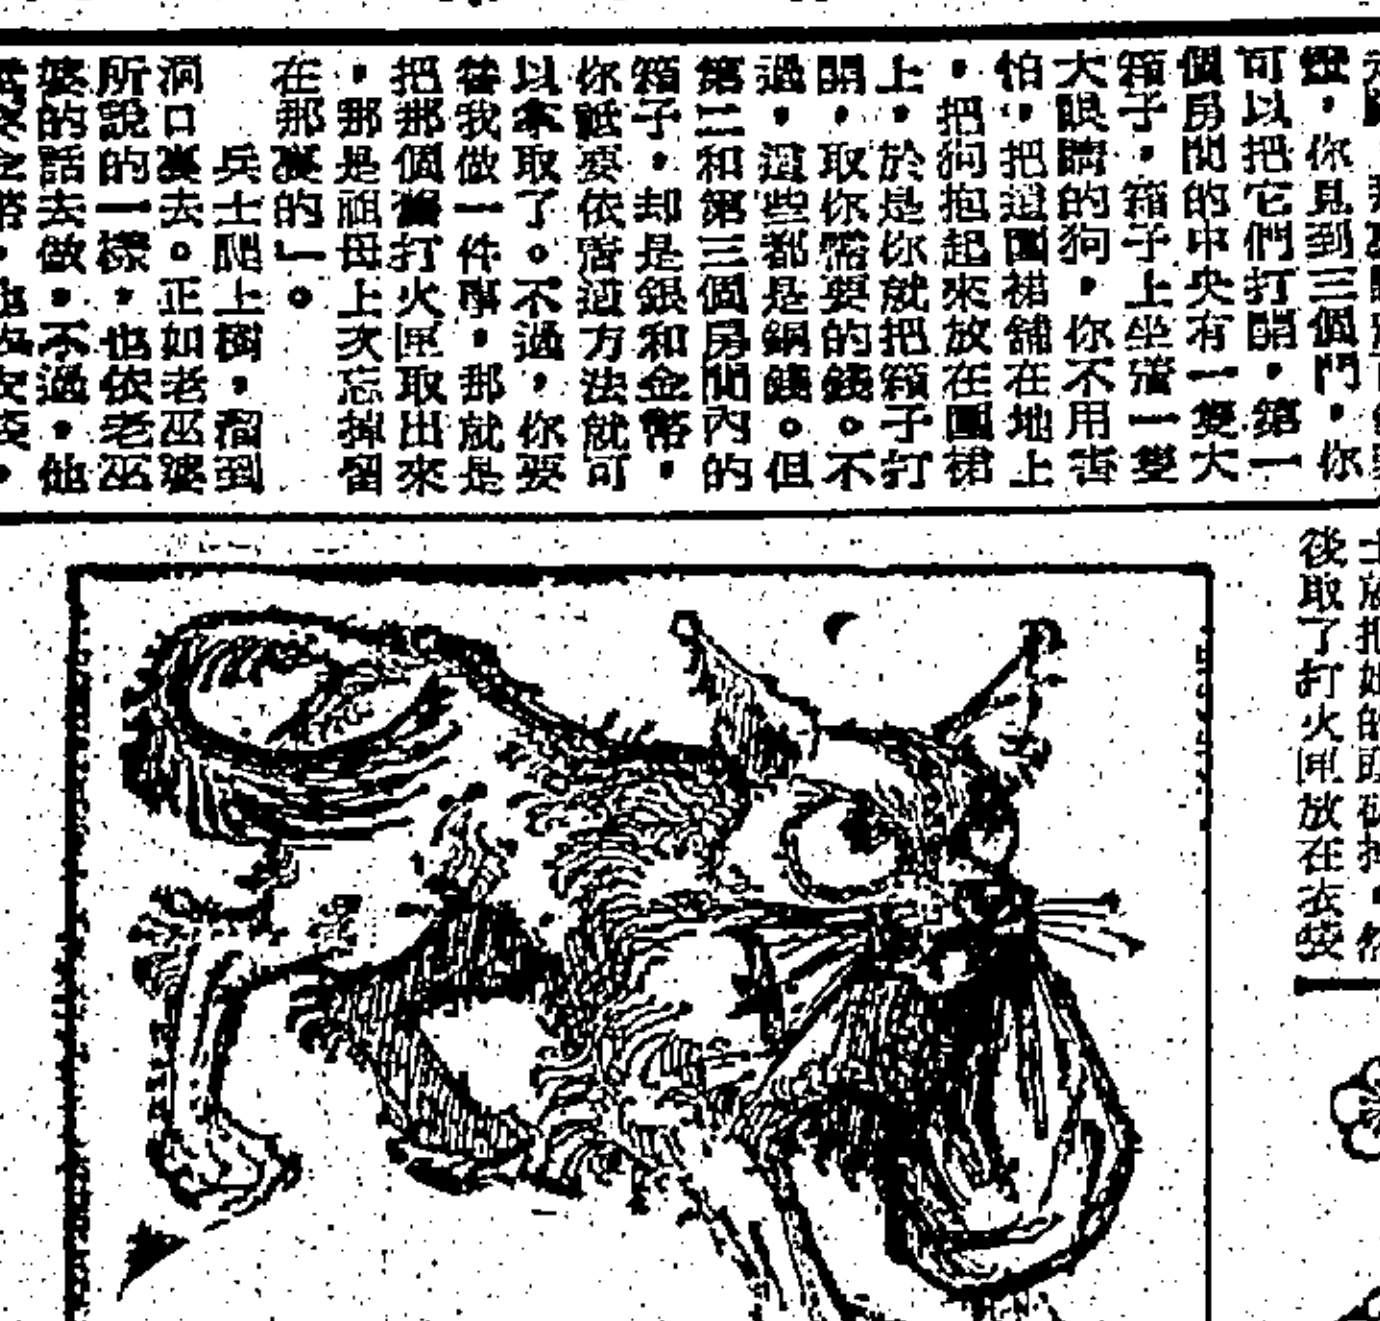 燈，你見到三個門，你
可以把它們打開，第一
個房間的中央有一隻大
箱子，箱子上坐着一隻
大眼睛的狗，你不用害
怕，把這圍裙舖在地上
，把狗抱起來放在圍裙
上，於是你就把箱子打
開，取你需要的錢。不
過，這些都是銅錢。但
第二和第三個房間內的
箱子，却是銀和金幣，
你祗要依着這方法就可
以拿取了。不過，你要
替我做一件事，那就是
把那個舊打火匣取出來
，那是祖母上次忘掉留
在那裏的」。
兵士爬上樹，溜到
洞口裏去。正如老巫婆
所說的一樣，也依老巫
婆的話去做，不過，他
後取了打火匣放在衣袋